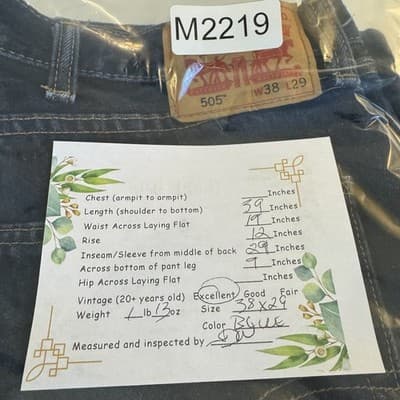 M2219
505™ W38 L29
Chest (armpit to armpit) Inches
Length (shoulder to bottom) 39 Inches
Waist Across Laying Flat 19 Inches
Rise 12 Inches
Inseam/Sleeve from middle of back 29 Inches
Across bottom of pant leg 9 Inches
Hip Across Laying Flat Inches
Vintage (20+ years old) Excellent Good Fair
Weight 1 lb 13 oz Size 38x29
Color BLUE
Measured and inspected by